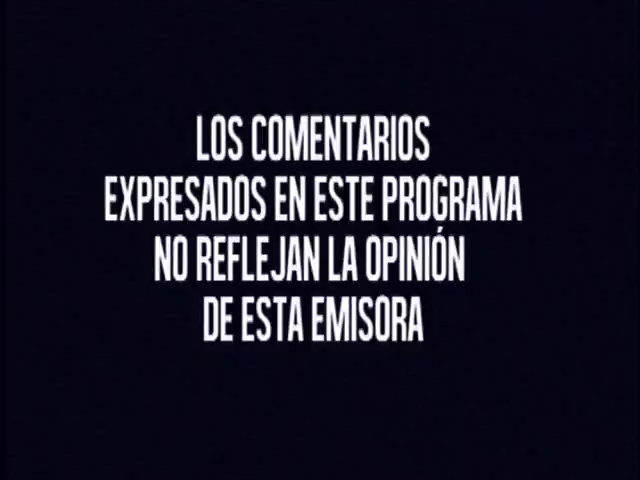 LOS COMENTARIOS
EXPRESADOS EN ESTE PROGRAMA
NO REFLEJAN LA OPINIÓN
DE ESTA EMISORA